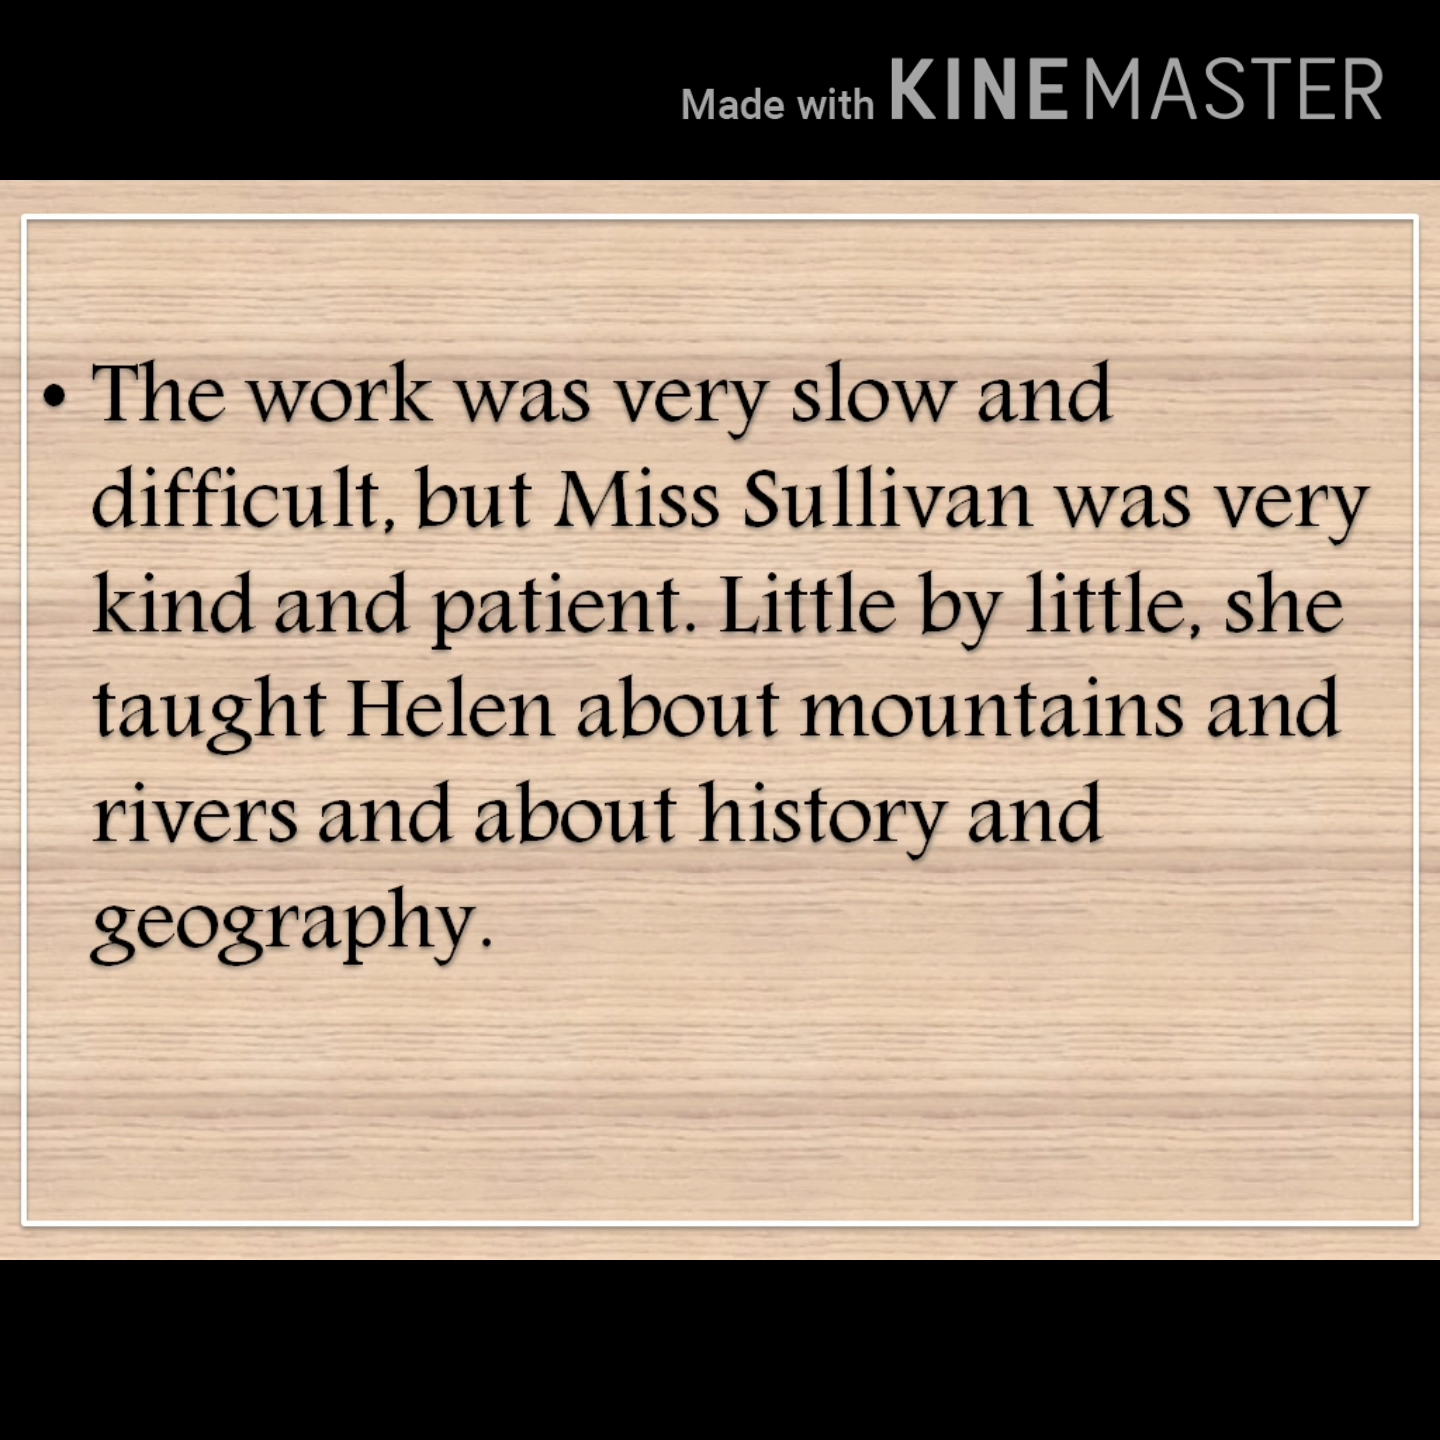 Made with KINEMASTER
• The work was very slow and
difficult, but Miss Sullivan was very
kind and patient. Little by little, she
taught Helen about mountains and
rivers and about history and
geography.